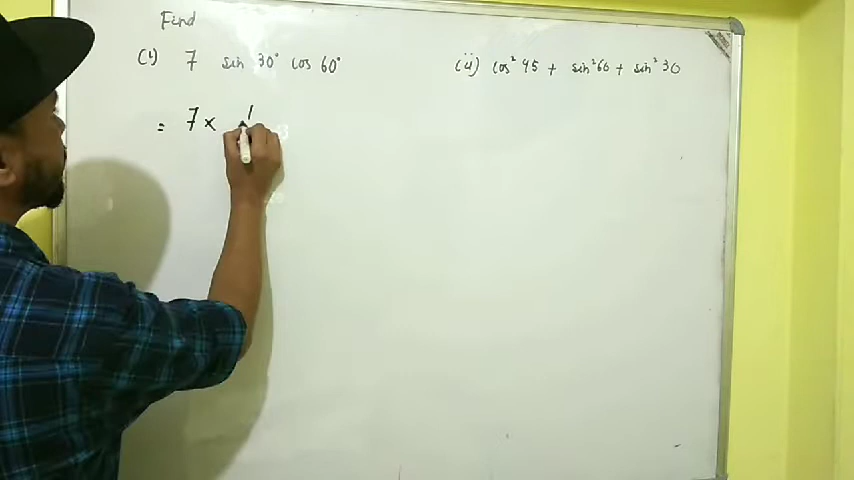 Find
(i) 7 sin 30° cos 60°
(ii) cos² 45 + sin² 60 + sin² 30
= 7 × 1